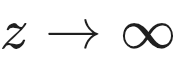 z → ∞